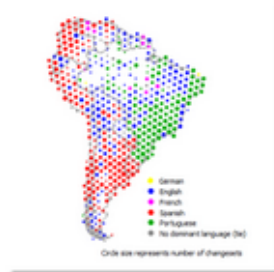 German
English
French
Spanish
Portuguese
No dominant language (tie)
Circle size represents number of changesets